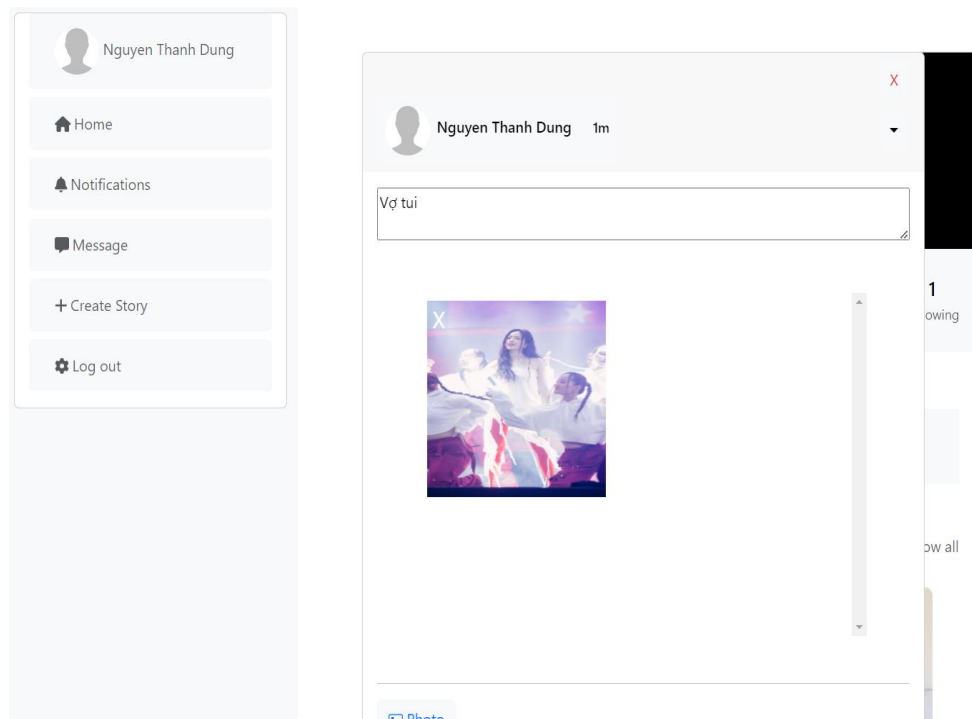 Nguyen Thanh Dung
Home
Notifications
Message
Create Story
Log out
X
Nguyen Thanh Dung 1m
Vợ tui
X
1
owing
ow all
Photo